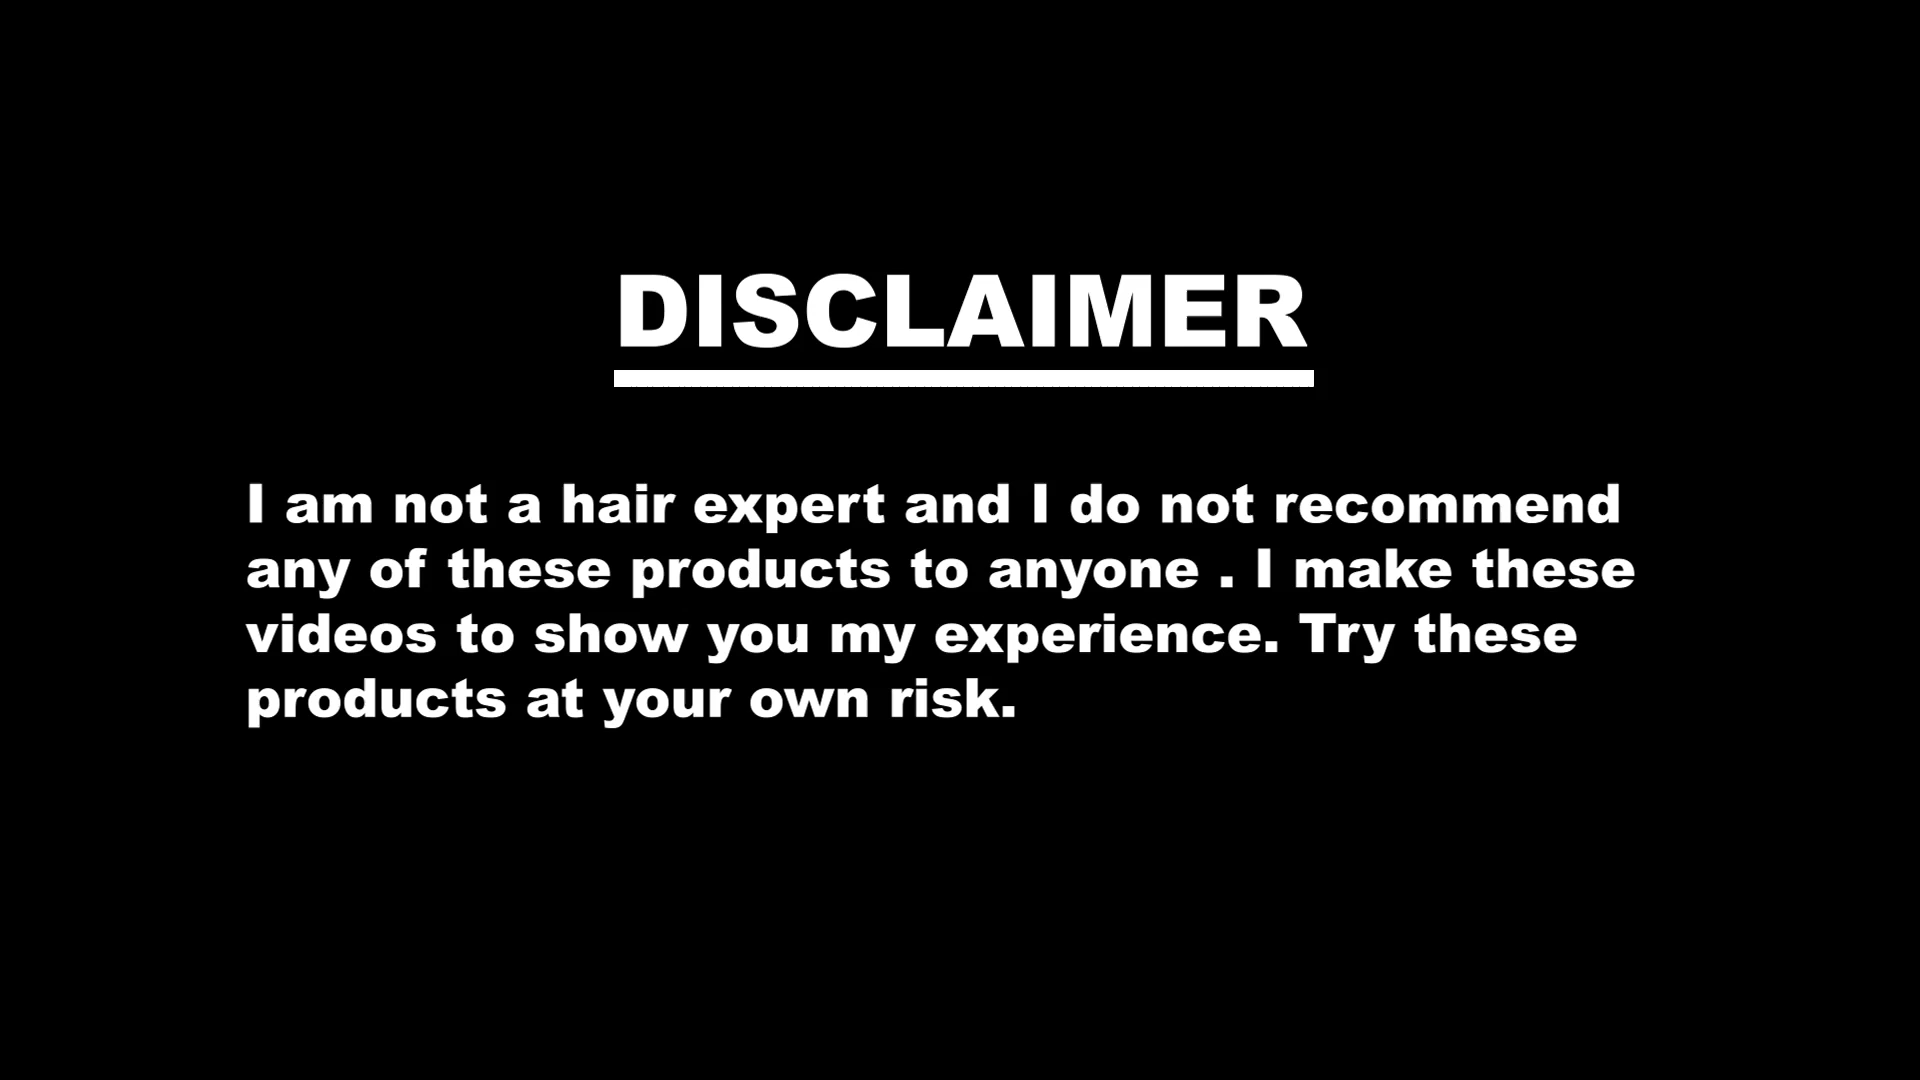 DISCLAIMER
I am not a hair expert and I do not recommend
any of these products to anyone . I make these
videos to show you my experience. Try these
products at your own risk.